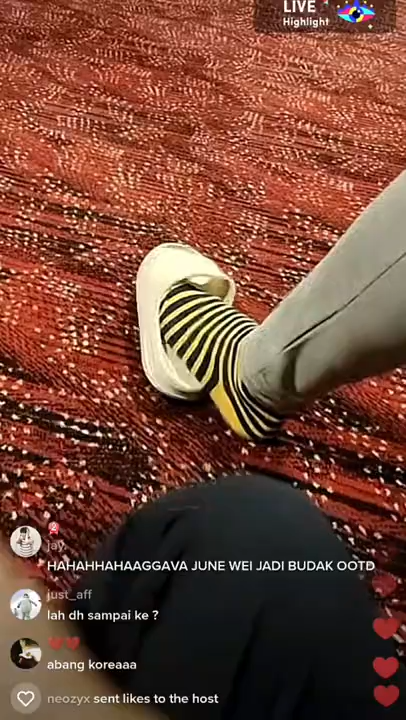 LIVE
Highlight
jay.
HAHAHHAHAAGGAVA JUNE WEI JADI BUDAK OOTD
just_aff
lah dh sampai ke ?
abang koreaaa
neozyx sent likes to the host